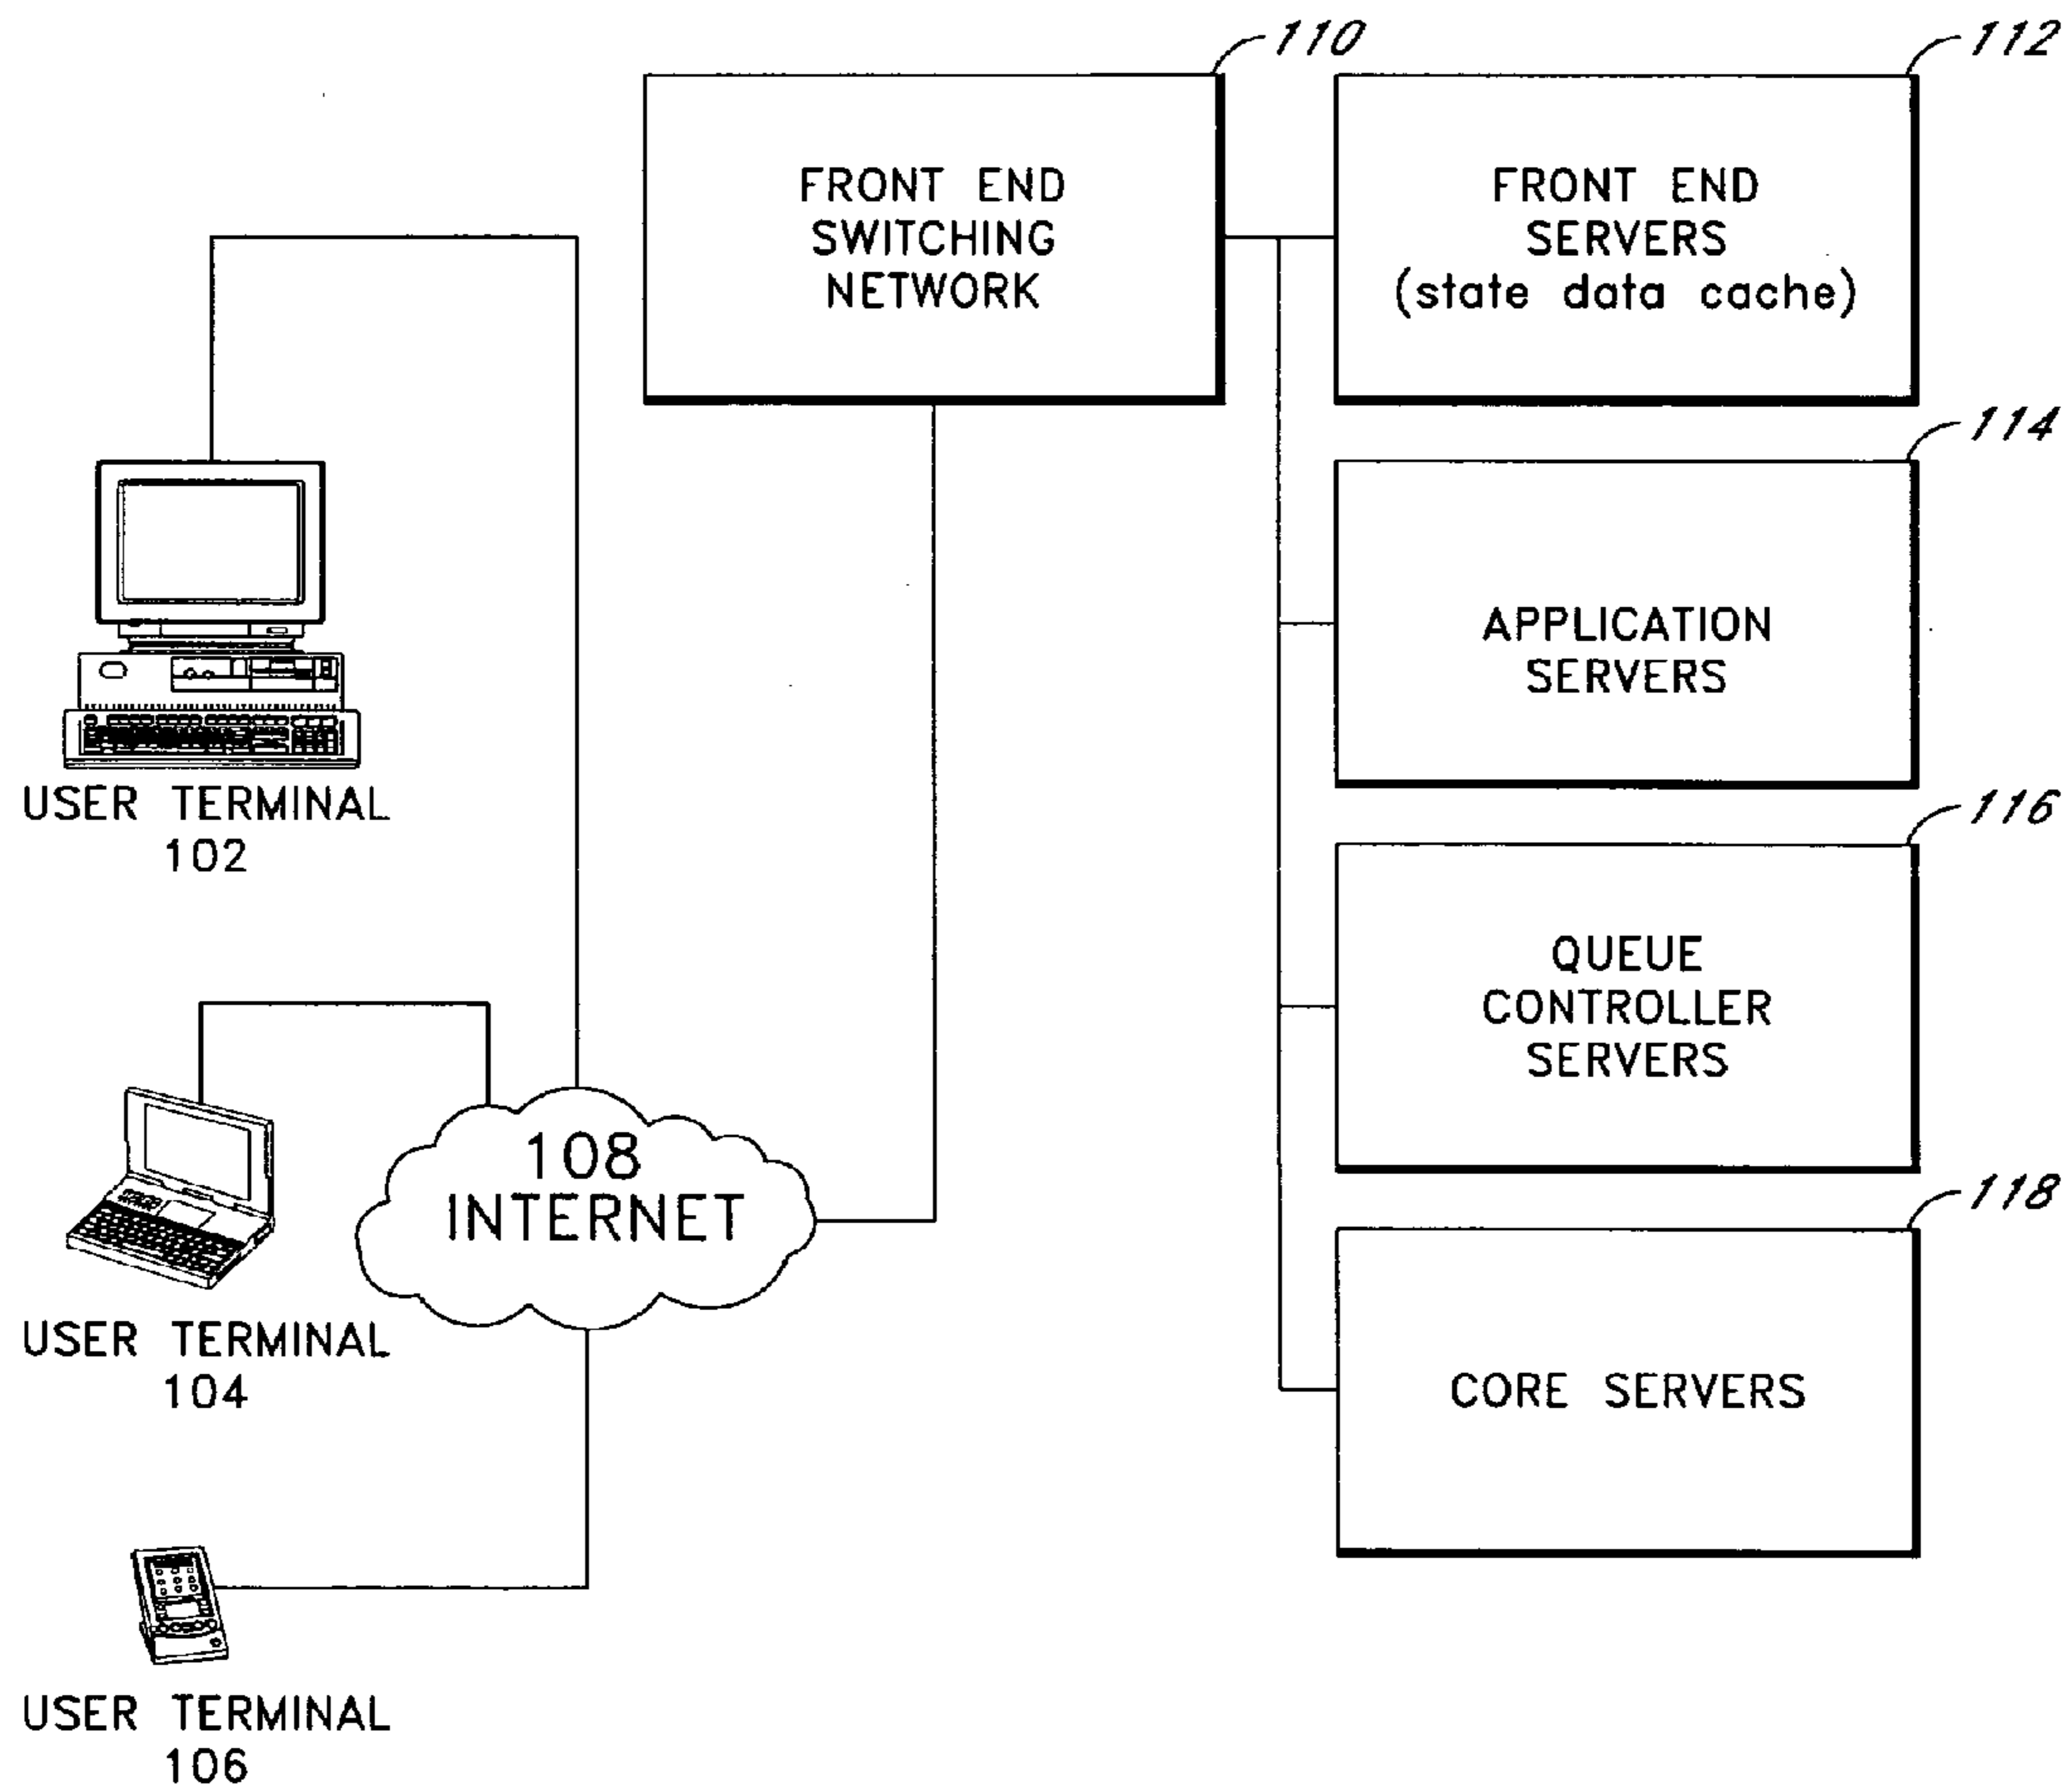 110
112
FRONT END
SWITCHING
NETWORK
FRONT END
SERVERS
(state data cache)
114
APPLICATION
SERVERS
USER TERMINAL
102
116
QUEUE
CONTROLLER
SERVERS
108
INTERNET
118
USER TERMINAL
104
CORE SERVERS
USER TERMINAL
106